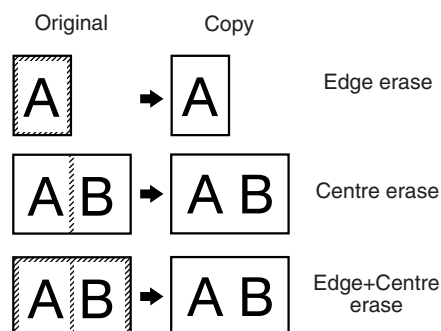 Original Copy
A A Edge erase
A B A B Centre erase
A B A B Edge+Centre
erase